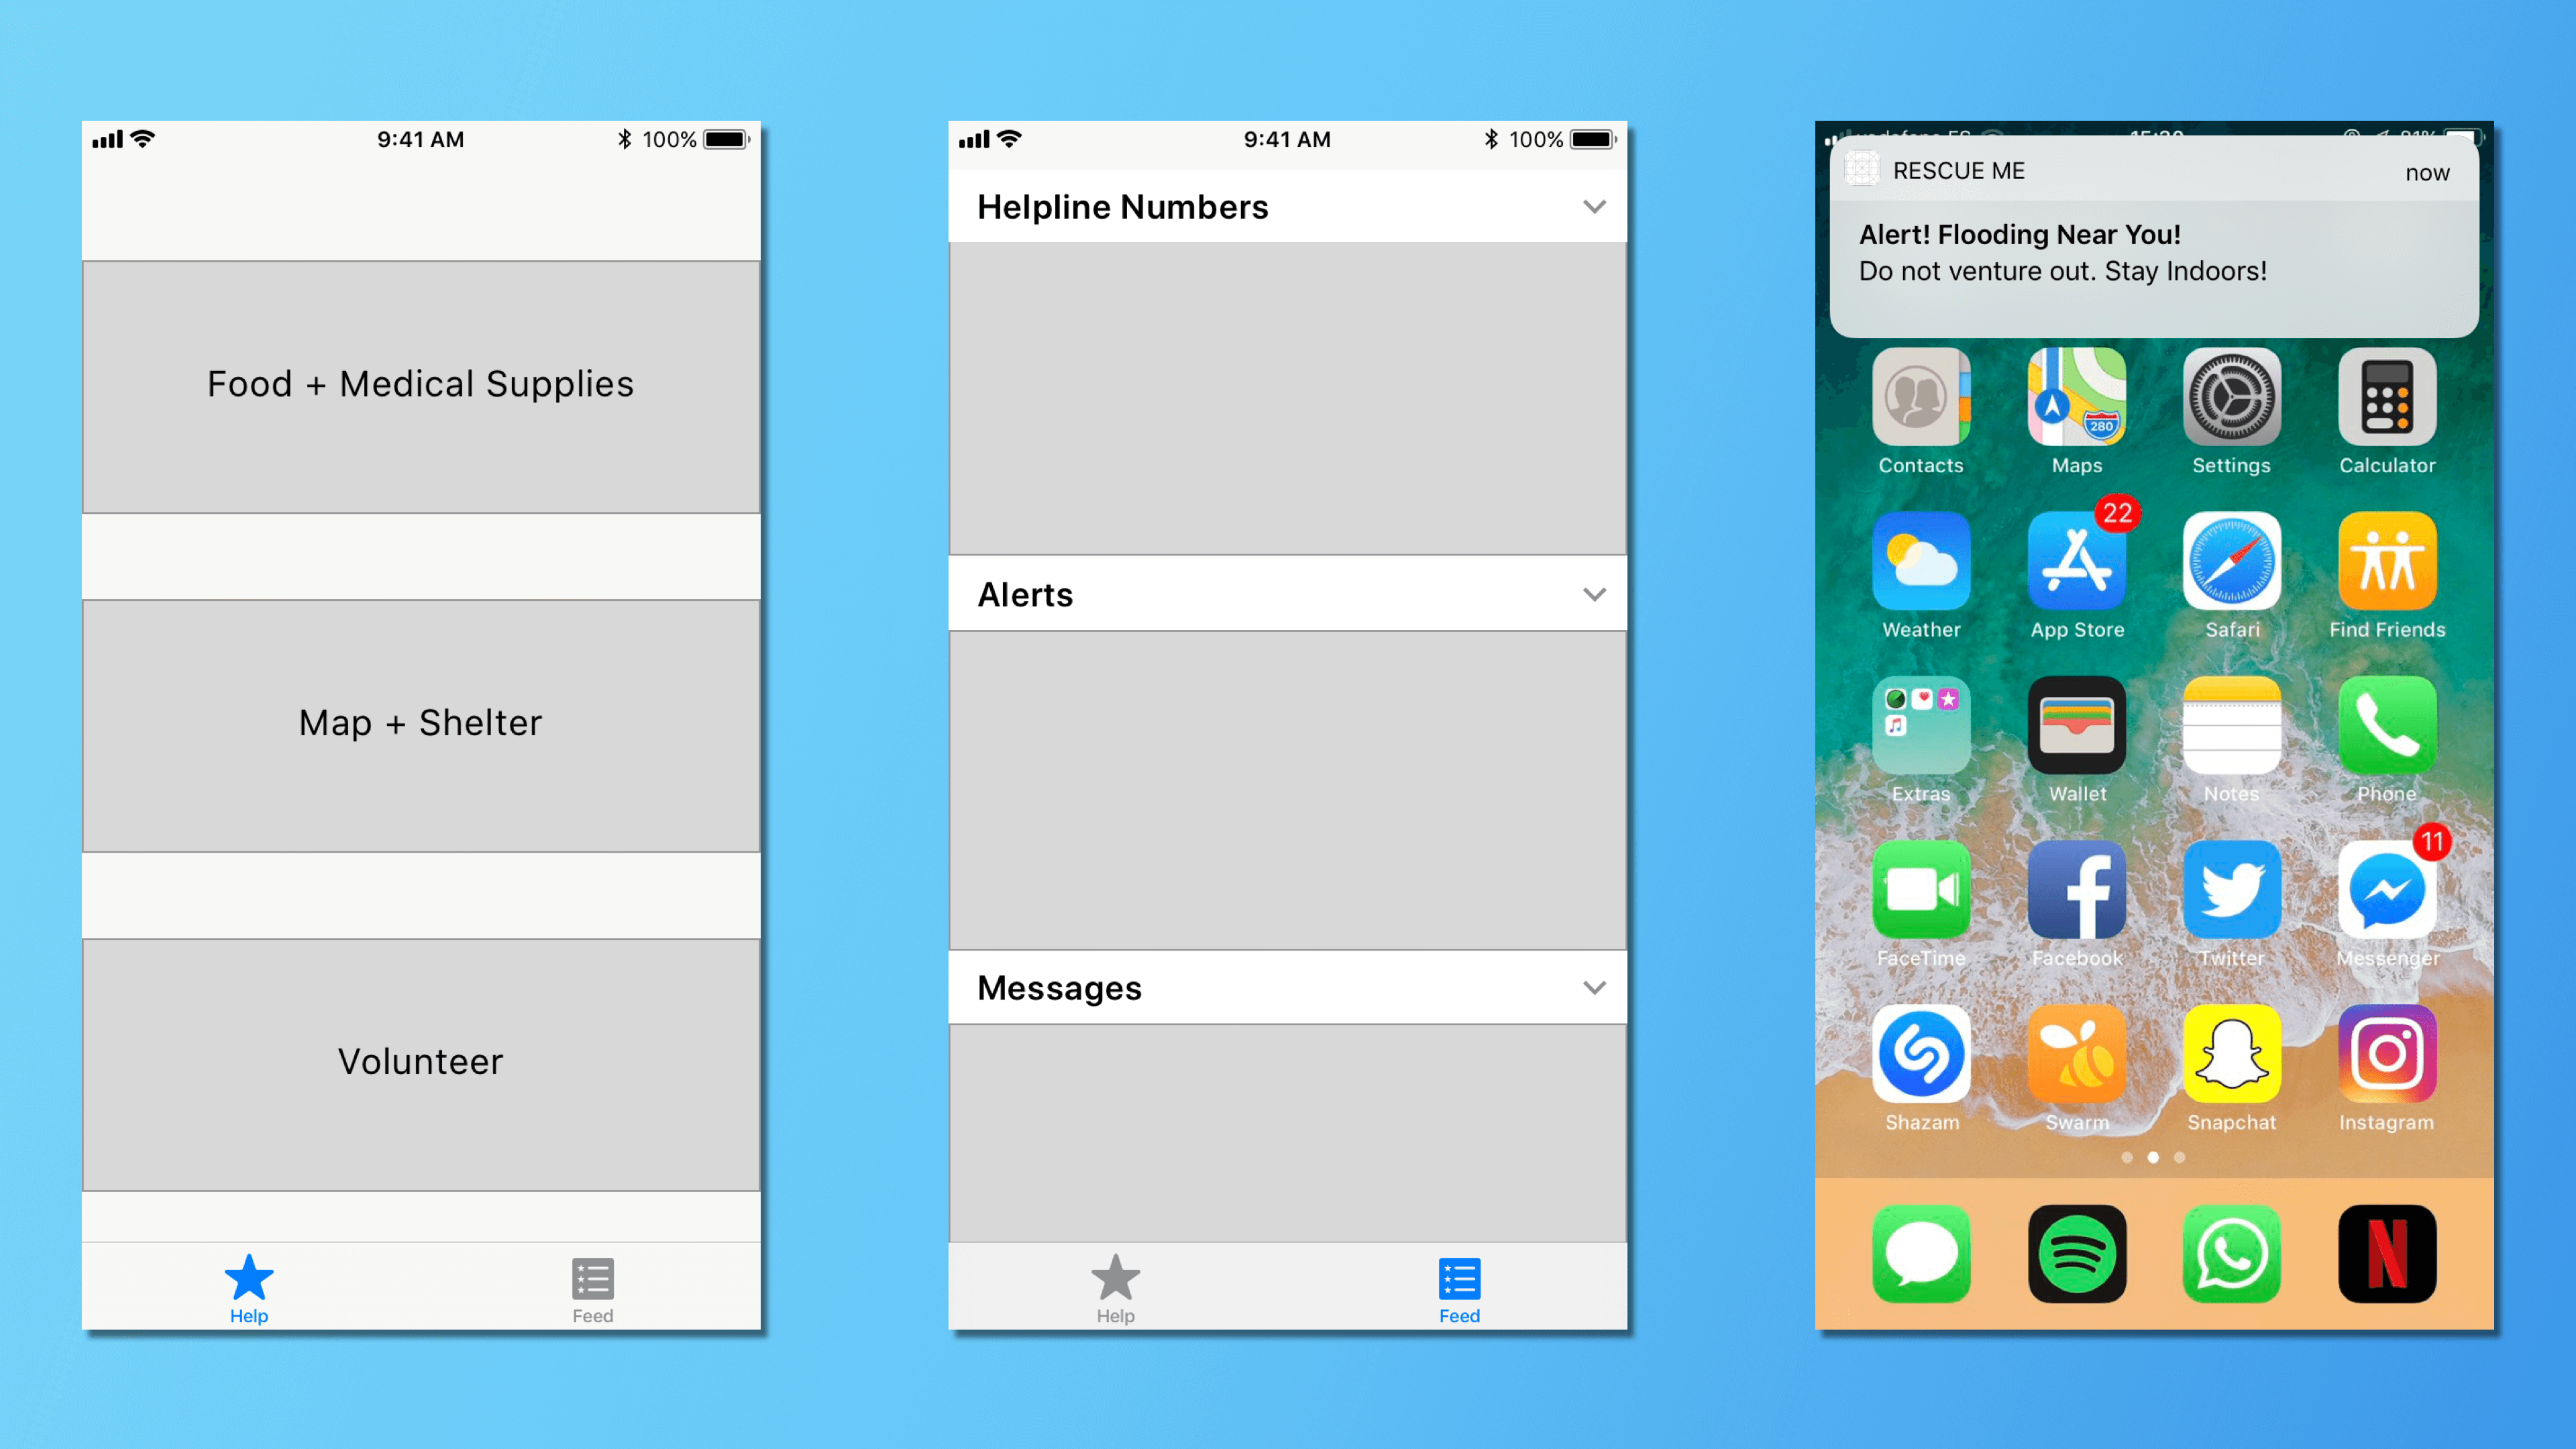 9:41 AM
100%
Food + Medical Supplies
Map + Shelter
Volunteer
Help
Feed
9:41 AM
100%
Helpline Numbers
Alerts
Messages
Help
Feed
RESCUE ME
now
Alert! Flooding Near You!
Do not venture out. Stay Indoors!
280
Contacts
Maps
Settings
Calculator
22
Weather
App Store
Safari
Find Friends
Extras
Wallet
Notes
Phone
11
FaceTime
Facebook
Twitter
Messenger
Shazam
Swarm
Snapchat
Instagram